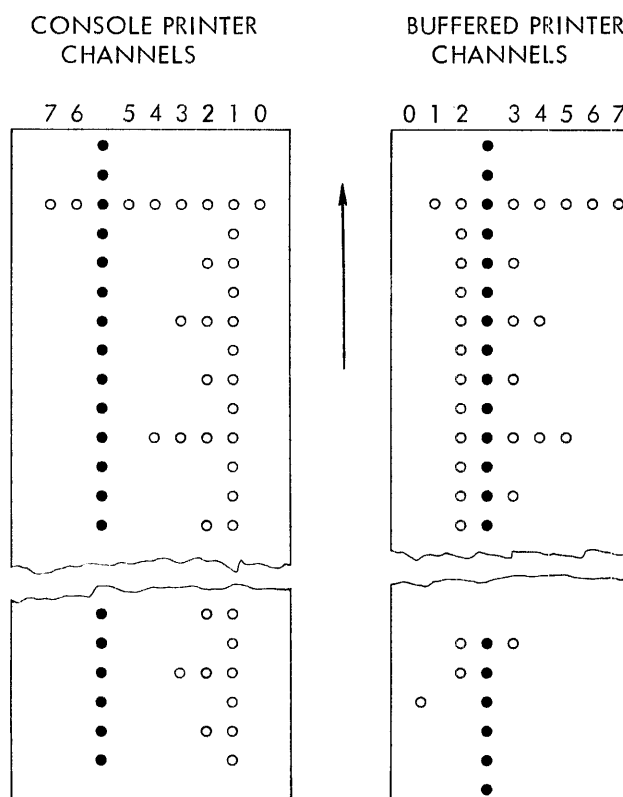 CONSOLE PRINTER
CHANNELS
7 6 5 4 3 2 1 0
BUFFERED PRINTER
CHANNELS
0 1 2 3 4 5 6 7